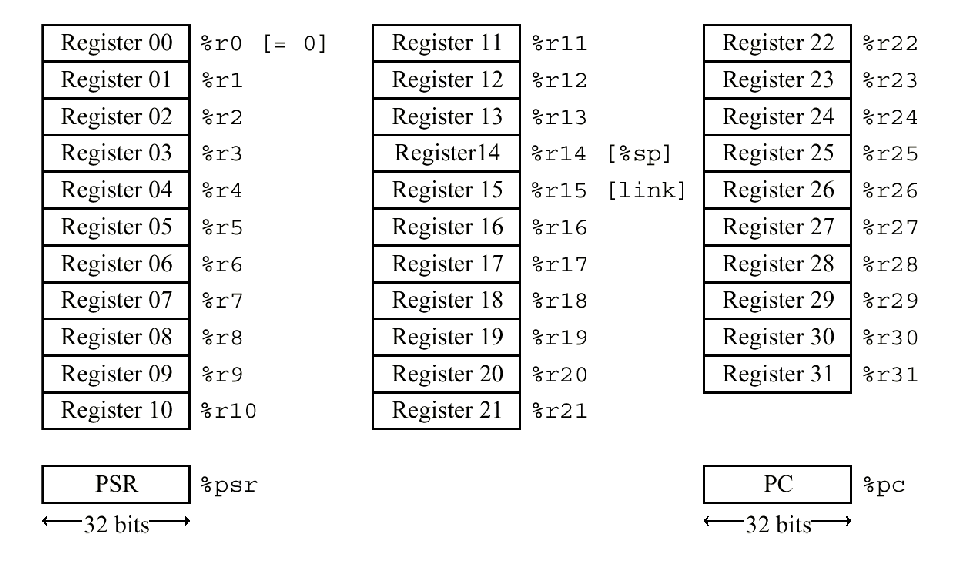 Register 00 %r0 [= 0] Register 11 %r11 Register 22 %r22
Register 01 %r1 Register 12 %r12 Register 23 %r23
Register 02 %r2 Register 13 %r13 Register 24 %r24
Register 03 %r3 Register14 %r14 [%sp] Register 25 %r25
Register 04 %r4 Register 15 %r15 [link] Register 26 %r26
Register 05 %r5 Register 16 %r16 Register 27 %r27
Register 06 %r6 Register 17 %r17 Register 28 %r28
Register 07 %r7 Register 18 %r18 Register 29 %r29
Register 08 %r8 Register 19 %r19 Register 30 %r30
Register 09 %r9 Register 20 %r20 Register 31 %r31
Register 10 %r10 Register 21 %r21
PSR %psr PC %pc
32 bits 32 bits